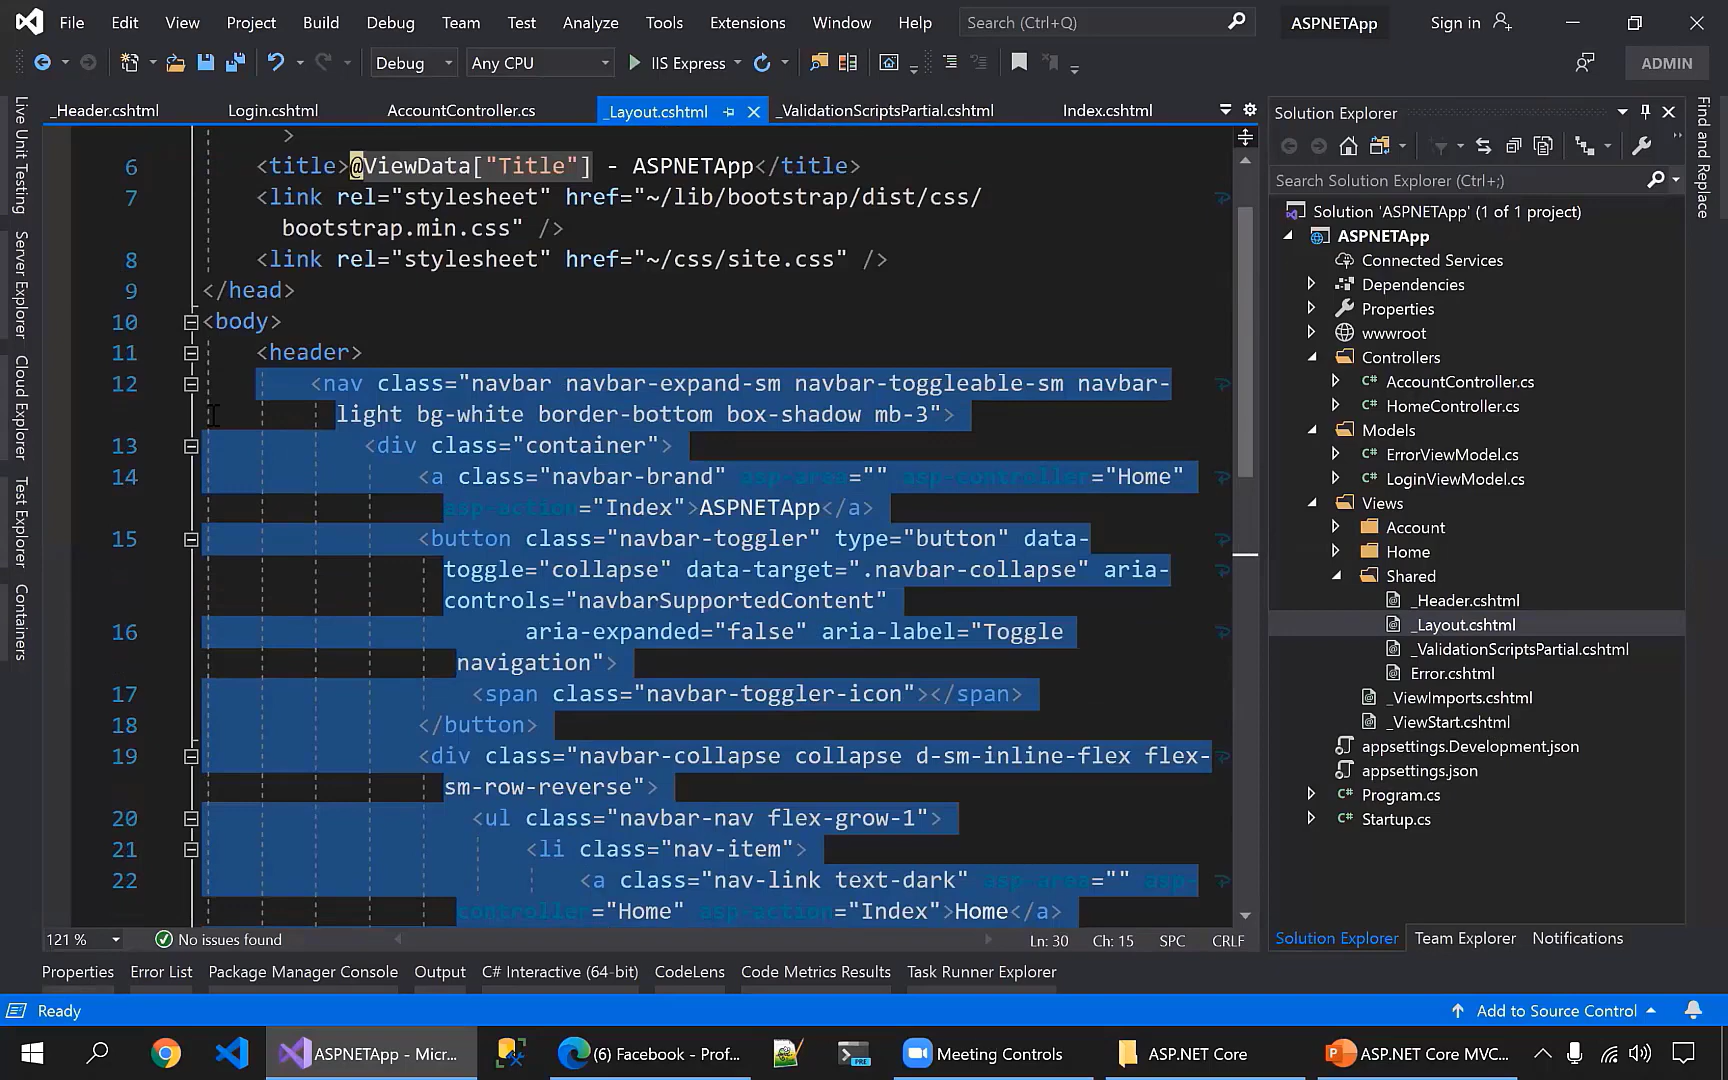 File Edit View Project Build Debug Team Test Analyze Tools Extensions Window Help Search (Ctrl+Q) ASPNETApp Sign in
Debug Any CPU IIS Express ADMIN
_Header.cshtml Login.cshtml AccountController.cs _Layout.cshtml _ValidationScriptsPartial.cshtml Index.cshtml
Live Unit Testing
Server Explorer
Cloud Explorer
Test Explorer
Containers
>
6 <title>@ViewData["Title"] - ASPNETApp</title>
7 <link rel="stylesheet" href="~/lib/bootstrap/dist/css/
bootstrap.min.css" />
8 <link rel="stylesheet" href="~/css/site.css" />
9 </head>
10 <body>
11 <header>
12 <nav class="navbar navbar-expand-sm navbar-toggleable-sm navbar-
light bg-white border-bottom box-shadow mb-3">
13 <div class="container">
14 <a class="navbar-brand" asp-area="" asp-controller="Home"
asp-action="Index">ASPNETApp</a>
15 <button class="navbar-toggler" type="button" data-
toggle="collapse" data-target=".navbar-collapse" aria-
controls="navbarSupportedContent"
16 aria-expanded="false" aria-label="Toggle
navigation">
17 <span class="navbar-toggler-icon"></span>
18 </button>
19 <div class="navbar-collapse collapse d-sm-inline-flex flex-
sm-row-reverse">
20 <ul class="navbar-nav flex-grow-1">
21 <li class="nav-item">
22 <a class="nav-link text-dark" asp-area="" asp-
controller="Home" asp-action="Index">Home</a>
121 % No issues found Ln: 30 Ch: 15 SPC CRLF
Solution Explorer
Search Solution Explorer (Ctrl+;)
Solution 'ASPNETApp' (1 of 1 project)
ASPNETApp
Connected Services
Dependencies
Properties
wwwroot
Controllers
C# AccountController.cs
C# HomeController.cs
Models
C# ErrorViewModel.cs
C# LoginViewModel.cs
Views
Account
Home
Shared
_Header.cshtml
_Layout.cshtml
_ValidationScriptsPartial.cshtml
Error.cshtml
_ViewImports.cshtml
_ViewStart.cshtml
appsettings.Development.json
appsettings.json
C# Program.cs
C# Startup.cs
Solution Explorer Team Explorer Notifications
Find and Replace
Properties Error List Package Manager Console Output C# Interactive (64-bit) CodeLens Code Metrics Results Task Runner Explorer
Ready Add to Source Control
ASPNETApp - Micr... (6) Facebook - Prof... PRE Meeting Controls ASP.NET Core ASP.NET Core MVC...